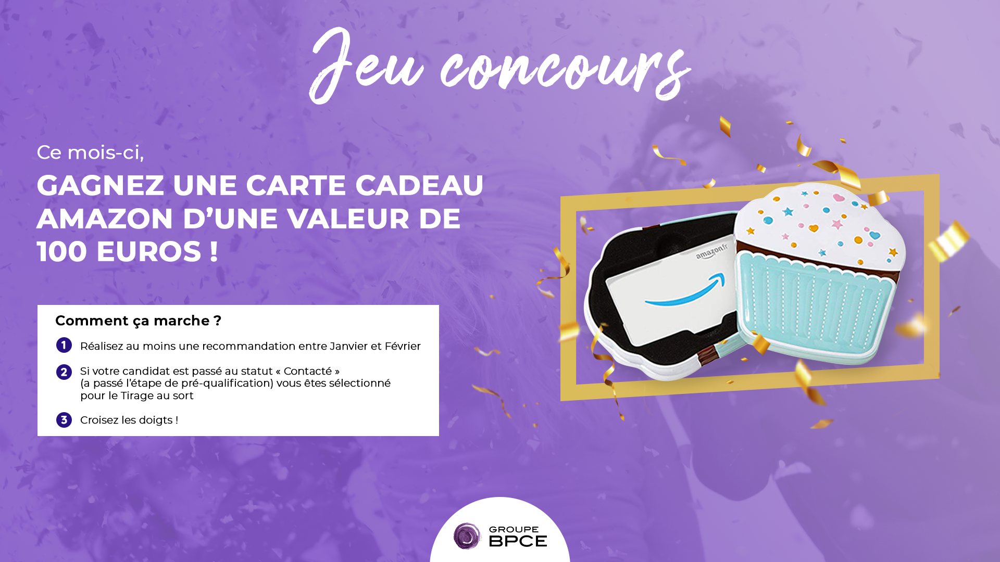 Jeu concours
Ce mois-ci,
GAGNEZ UNE CARTE CADEAU
AMAZON D’UNE VALEUR DE
100 EUROS !
amazon.fr
Comment ça marche ?
1 Réalisez au moins une recommandation entre Janvier et Février
2 Si votre candidat est passé au statut « Contacté »
(a passé l’étape de pré-qualification) vous êtes sélectionné
pour le Tirage au sort
3 Croisez les doigts !
GROUPE
BPCE